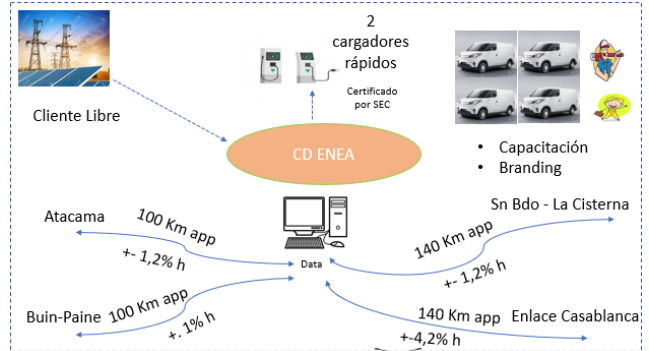 2
cargadores
rápidos
Certificado
por SEC
Cliente Libre
CD ENEA
• Capacitación
• Branding
Sn Bdo - La Cisterna
Atacama
100 Km app
+- 1,2% h
140 Km app
+- 1,2% h
Data
Buin-Paine
100 Km app
+. 1% h
140 Km app
+-4,2% h
Enlace Casablanca